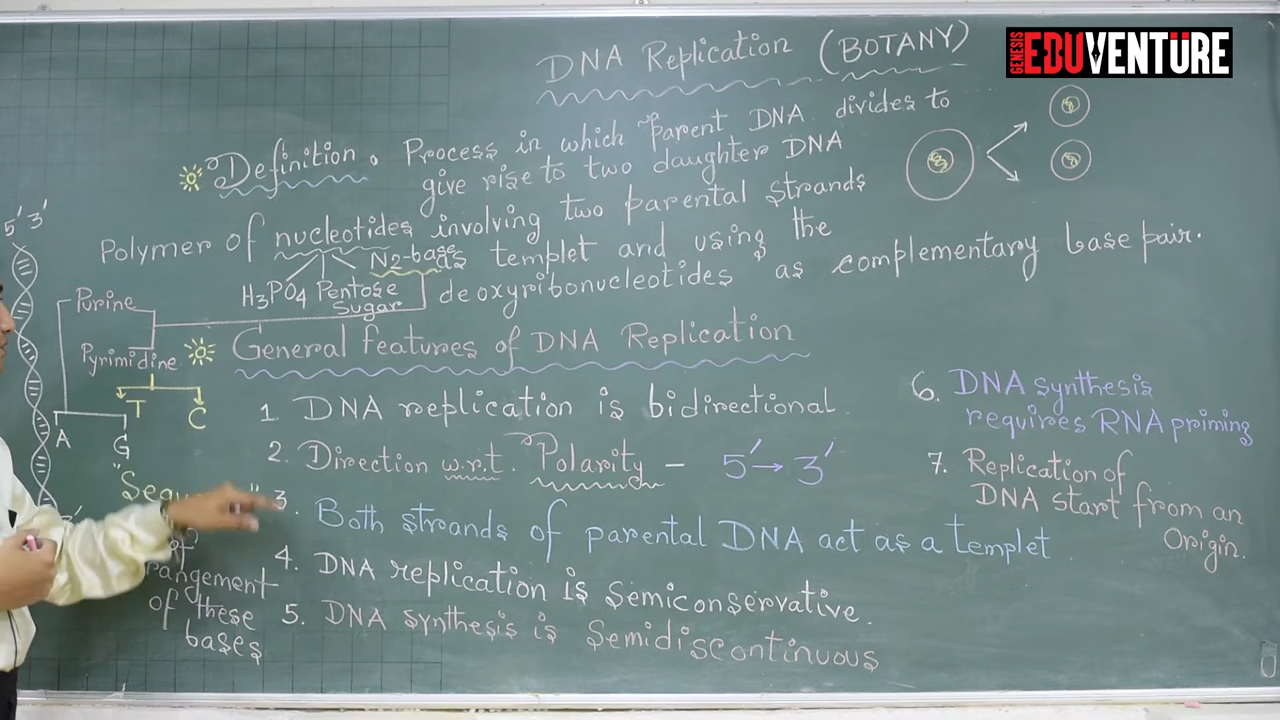 GENESIS EDUVENTURE
DNA Replication (BOTANY)
Definition. Process in which parent DNA divides to
give rise to two daughter DNA
Polymer of nucleotides involving two parental strands
as templet and using the
deoxyribonucleotides as complementary base pair.
N2-base
H3PO4 Pentose
Sugar
5' 3'
Purine
Pyrimidine
T C
A G
General features of DNA Replication
1. DNA replication is bidirectional.
2. Direction w.r.t. Polarity - 5' → 3'
3. Both strands of parental DNA act as a templet
4. DNA replication is Semiconservative.
5. DNA synthesis is Semidiscontinuous
6. DNA synthesis
requires RNA priming
7. Replication of
DNA start from an
Origin.
of these
bases